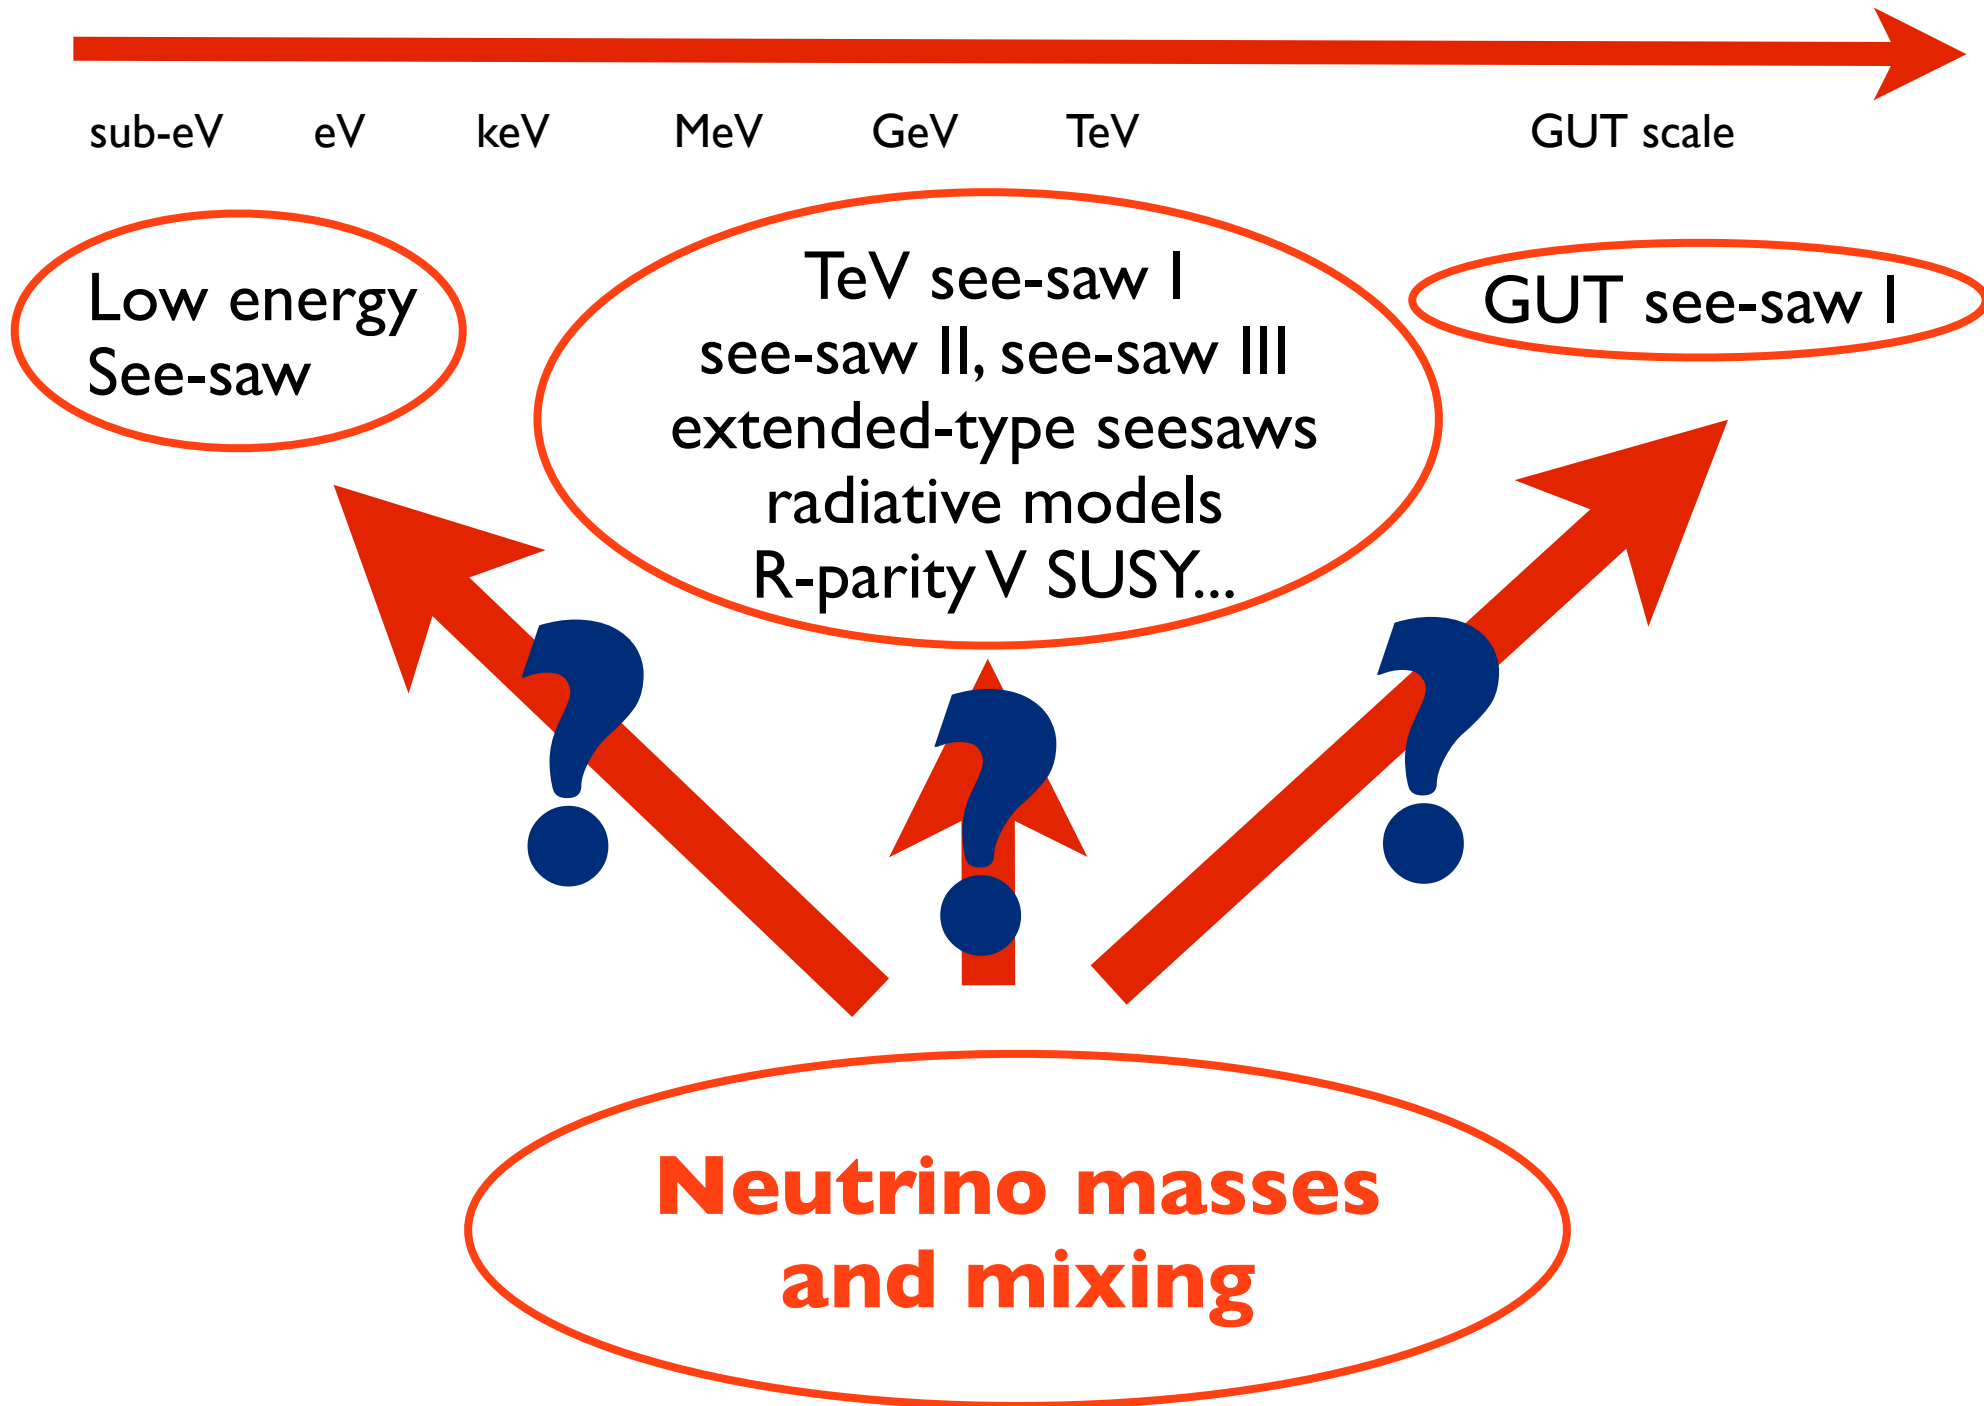 sub-eV eV keV MeV GeV TeV GUT scale
Low energy
See-saw
TeV see-saw I
see-saw II, see-saw III
extended-type seesaws
radiative models
R-parity V SUSY...
GUT see-saw I
?
?
?
Neutrino masses
and mixing